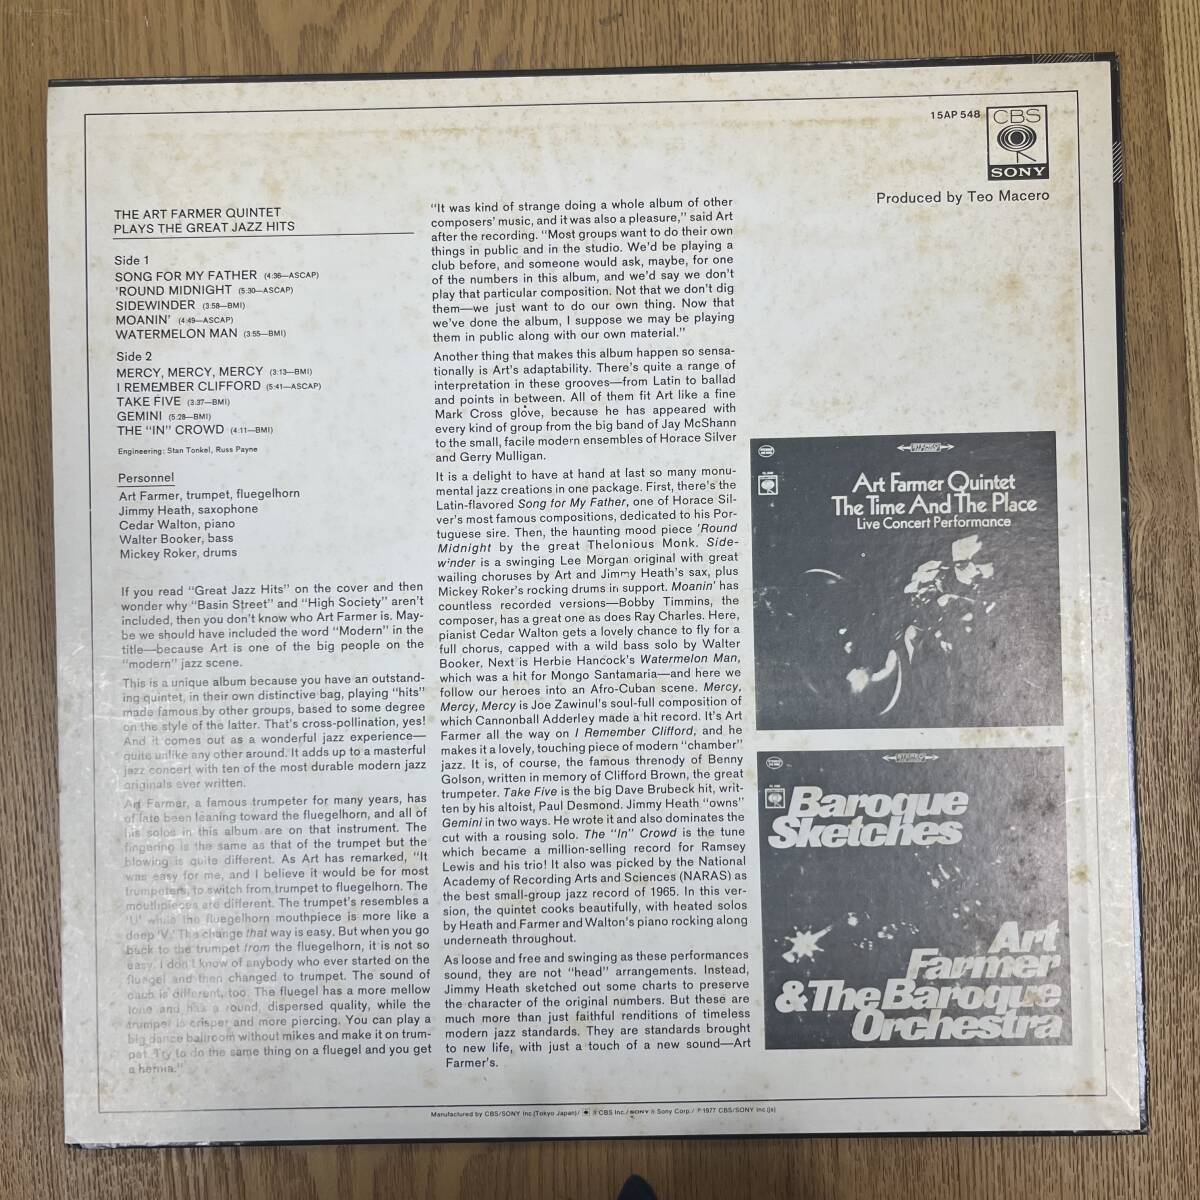 15AP 548
CBS
SONY
Produced by Teo Macero
THE ART FARMER QUINTET
PLAYS THE GREAT JAZZ HITS
Side 1
SONG FOR MY FATHER (4:36—ASCAP)
'ROUND MIDNIGHT (5:30—ASCAP)
SIDEWINDER (3:58—BMI)
MOANIN' (4:49—ASCAP)
WATERMELON MAN (3:55—BMI)
Side 2
MERCY, MERCY, MERCY (3:13—BMI)
I REMEMBER CLIFFORD (5:41—ASCAP)
TAKE FIVE (3:37—BMI)
GEMINI (5:28—BMI)
THE "IN" CROWD (4:11—BMI)
Engineering: Stan Tonkel, Russ Payne
Personnel
Art Farmer, trumpet, fluegelhorn
Jimmy Heath, saxophone
Cedar Walton, piano
Walter Booker, bass
Mickey Roker, drums
If you read "Great Jazz Hits" on the cover and then
wonder why "Basin Street" and "High Society" aren't
included, then you don't know who Art Farmer is. May-
be we should have included the word "Modern" in the
title—because Art is one of the big people on the
"modern" jazz scene.
This is a unique album because you have an outstand-
ing quintet, in their own distinctive bag, playing "hits"
made famous by other groups, based to some degree
on the style of the latter. That's cross-pollination, yes!
And it comes out as a wonderful jazz experience—
quite unlike any other around. It adds up to a masterful
jazz concert with ten of the most durable modern jazz
originals ever written.
Art Farmer, a famous trumpeter for many years, has
of late been leaning toward the fluegelhorn, and all of
his solos in this album are on that instrument. The
fingering is the same as that of the trumpet but the
blowing is quite different. As Art has remarked, "It
was easy for me, and I believe it would be for most
trumpeters, to switch from trumpet to fluegelhorn. The
mouthpieces are different. The trumpet's resembles a
'U' while the fluegelhorn mouthpiece is more like a
deep 'V.' The change that way is easy. But when you go
back to the trumpet from the fluegelhorn, it is not so
easy. I don't know of anybody who ever started on the
fluegel and then changed to trumpet. The sound of
each is different, too. The fluegel has a more mellow
tone and has a round, dispersed quality, while the
trumpet is crisper and more piercing. You can play a
big dance ballroom without mikes and make it on trum-
pet. Try to do the same thing on a fluegel and you get
a hernia."
"It was kind of strange doing a whole album of other
composers' music, and it was also a pleasure," said Art
after the recording. "Most groups want to do their own
things in public and in the studio. We'd be playing a
club before, and someone would ask, maybe, for one
of the numbers in this album, and we'd say we don't
play that particular composition. Not that we don't dig
them—we just want to do our own thing. Now that
we've done the album, I suppose we may be playing
them in public along with our own material."
Another thing that makes this album happen so sensa-
tionally is Art's adaptability. There's quite a range of
interpretation in these grooves—from Latin to ballad
and points in between. All of them fit Art like a fine
Mark Cross glove, because he has appeared with
every kind of group from the big band of Jay McShann
to the small, facile modern ensembles of Horace Silver
and Gerry Mulligan.
It is a delight to have at hand at last so many monu-
mental jazz creations in one package. First, there's the
Latin-flavored Song for My Father, one of Horace Sil-
ver's most famous compositions, dedicated to his Por-
tuguese sire. Then, the haunting mood piece 'Round
Midnight by the great Thelonious Monk. Side-
winder is a swinging Lee Morgan original with great
wailing choruses by Art and Jimmy Heath's sax, plus
Mickey Roker's rocking drums in support. Moanin' has
countless recorded versions—Bobby Timmins, the
composer, has a great one as does Ray Charles. Here,
pianist Cedar Walton gets a lovely chance to fly for a
full chorus, capped with a wild bass solo by Walter
Booker, Next is Herbie Hancock's Watermelon Man,
which was a hit for Mongo Santamaria—and here we
follow our heroes into an Afro-Cuban scene. Mercy,
Mercy, Mercy is Joe Zawinul's soul-full composition of
which Cannonball Adderley made a hit record. It's Art
Farmer all the way on I Remember Clifford, and he
makes it a lovely, touching piece of modern "chamber"
jazz. It is, of course, the famous threnody of Benny
Golson, written in memory of Clifford Brown, the great
trumpeter. Take Five is the big Dave Brubeck hit, writ-
ten by his altoist, Paul Desmond. Jimmy Heath "owns"
Gemini in two ways. He wrote it and also dominates the
cut with a rousing solo. The "In" Crowd is the tune
which became a million-selling record for Ramsey
Lewis and his trio! It also was picked by the National
Academy of Recording Arts and Sciences (NARAS) as
the best small-group jazz record of 1965. In this ver-
sion, the quintet cooks beautifully, with heated solos
by Heath and Farmer and Walton's piano rocking along
underneath throughout.
As loose and free and swinging as these performances
sound, they are not "head" arrangements. Instead,
Jimmy Heath sketched out some charts to preserve
the character of the original numbers. But these are
much more than just faithful renditions of timeless
modern jazz standards. They are standards brought
to new life, with just a touch of a new sound—Art
Farmer's.
STEREO
Art Farmer Quintet
The Time And The Place
Live Concert Performance
STEREO
Baroque
Sketches
Art
Farmer
& The Baroque
Orchestra
Manufactured by CBS/SONY Inc. (Tokyo Japan) / ® CBS Inc. / SONY ® Sony Corp. / ℗ 1977 CBS/SONY Inc. (js)